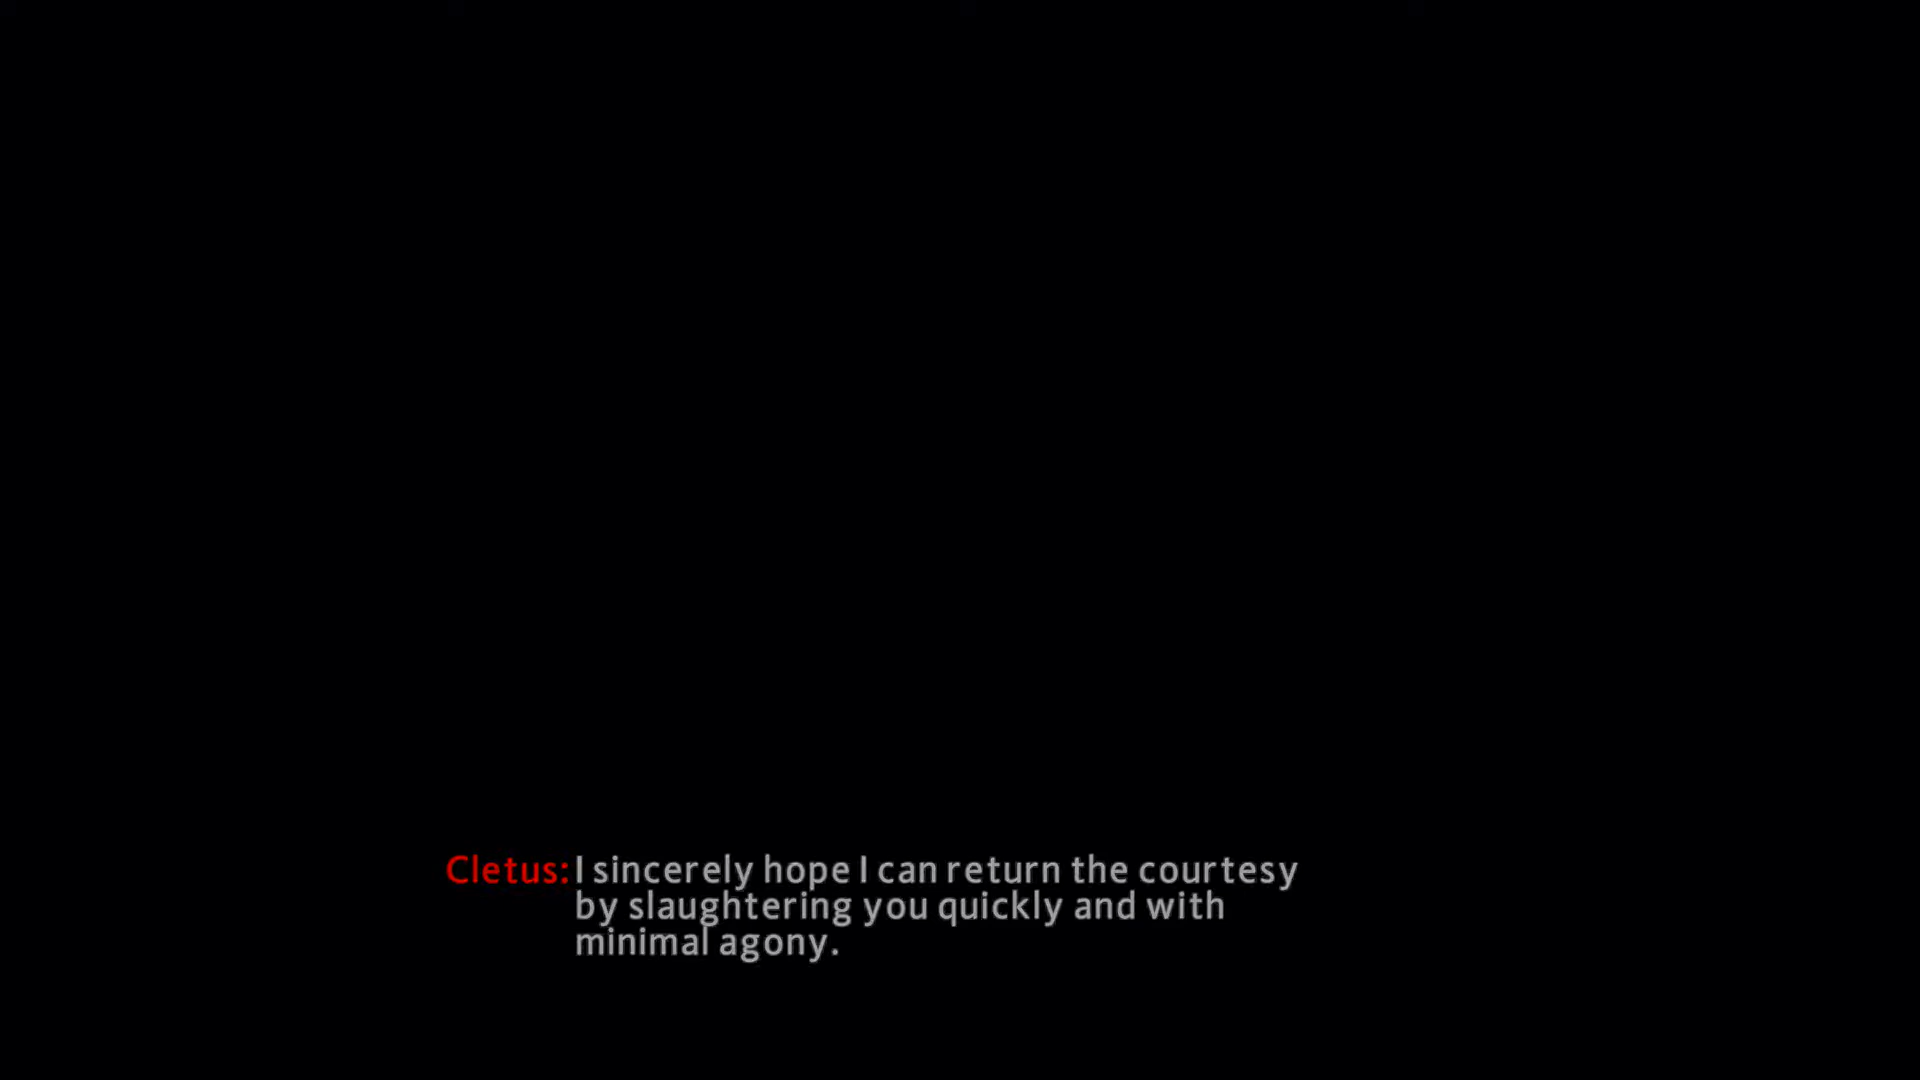 Cletus: I sincerely hope I can return the courtesy
by slaughtering you quickly and with
minimal agony.